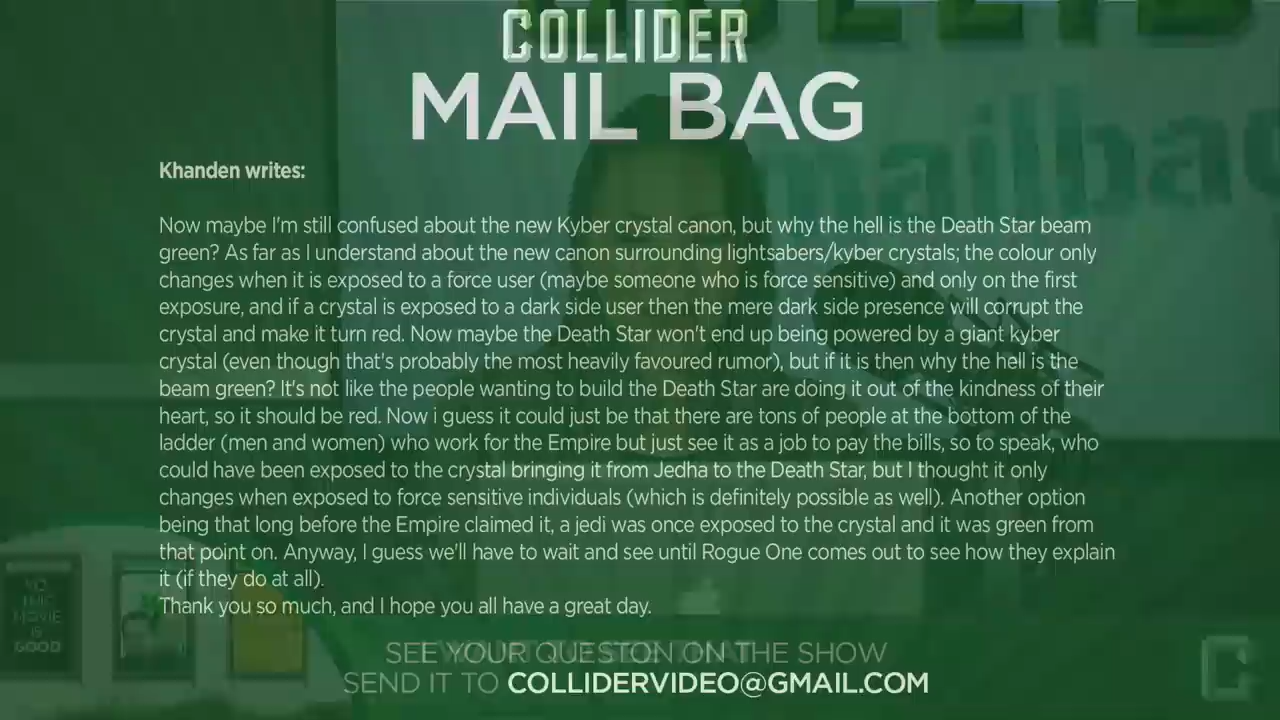 COLLIDER
MAIL BAG
mailbag
Khanden writes:
Now maybe I'm still confused about the new Kyber crystal canon, but why the hell is the Death Star beam
green? As far as I understand about the new canon surrounding lightsabers/kyber crystals; the colour only
changes when it is exposed to a force user (maybe someone who is force sensitive) and only on the first
exposure, and if a crystal is exposed to a dark side user then the mere dark side presence will corrupt the
crystal and make it turn red. Now maybe the Death Star won't end up being powered by a giant kyber
crystal (even though that's probably the most heavily favoured rumor), but if it is then why the hell is the
beam green? It's not like the people wanting to build the Death Star are doing it out of the kindness of their
heart, so it should be red. Now i guess it could just be that there are tons of people at the bottom of the
ladder (men and women) who work for the Empire but just see it as a job to pay the bills, so to speak, who
could have been exposed to the crystal bringing it from Jedha to the Death Star, but I thought it only
changes when exposed to force sensitive individuals (which is definitely possible as well). Another option
being that long before the Empire claimed it, a jedi was once exposed to the crystal and it was green from
that point on. Anyway, I guess we'll have to wait and see until Rogue One comes out to see how they explain
it (if they do at all).
Thank you so much, and I hope you all have a great day.
YO
THIS
MOVIE
IS
GOOD
SEE YOUR QUESTON ON THE SHOW
SEND IT TO COLLIDERVIDEO@GMAIL.COM